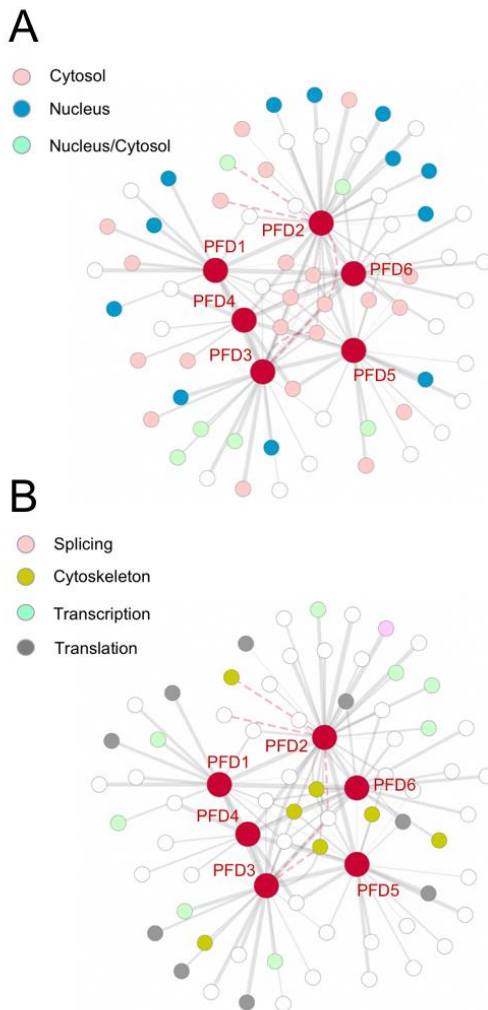 A
Cytosol
Nucleus
Nucleus/Cytosol
PFD2
PFD1
PFD6
PFD4
PFD3
PFD5
B
Splicing
Cytoskeleton
Transcription
Translation
PFD2
PFD1
PFD6
PFD4
PFD3
PFD5